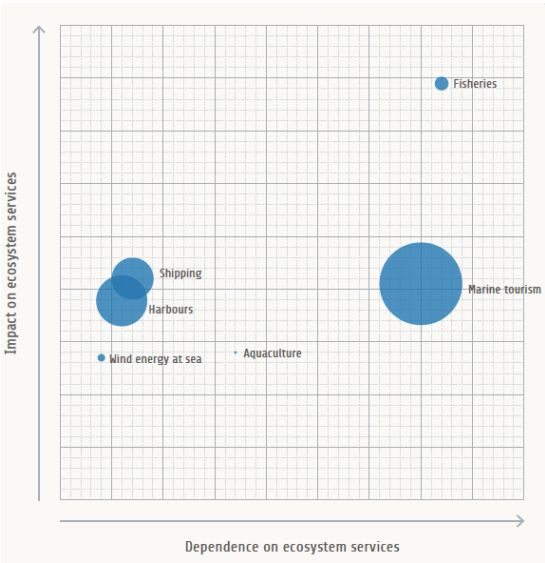 Impact on ecosystem services
Fisheries
Shipping
Marine tourism
Harbours
Wind energy at sea
Aquaculture
Dependence on ecosystem services